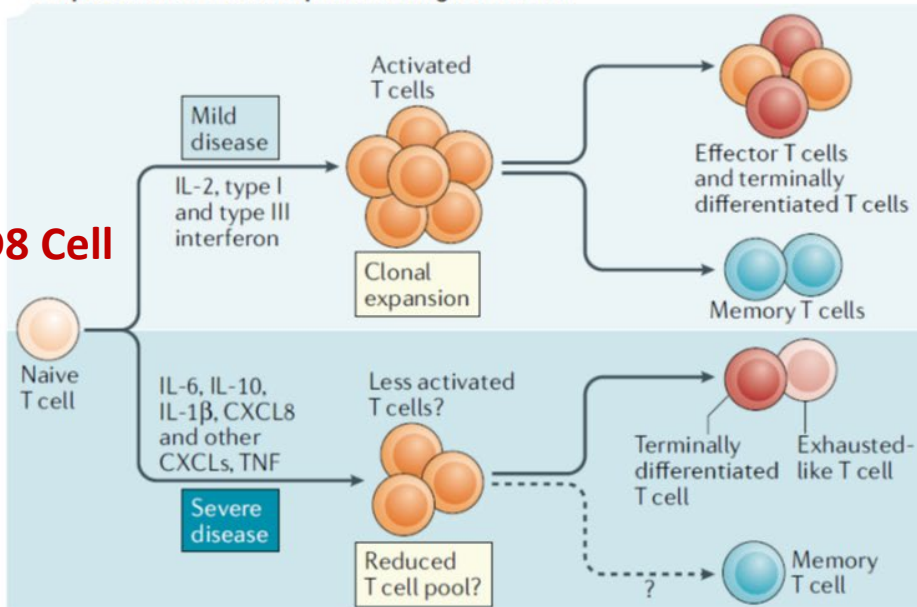 Activated
T cells
Mild
disease
IL-2, type I
and type III
interferon
Clonal
expansion
Effector T cells
and terminally
differentiated T cells
Memory T cells
Cell
Naive
T cell
IL-6, IL-10,
IL-1β, CXCL8
and other
CXCLs, TNF
Severe
disease
Less activated
T cells?
Reduced
T cell pool?
Terminally
differentiated
T cell
Exhausted-
like T cell
?
Memory
T cell